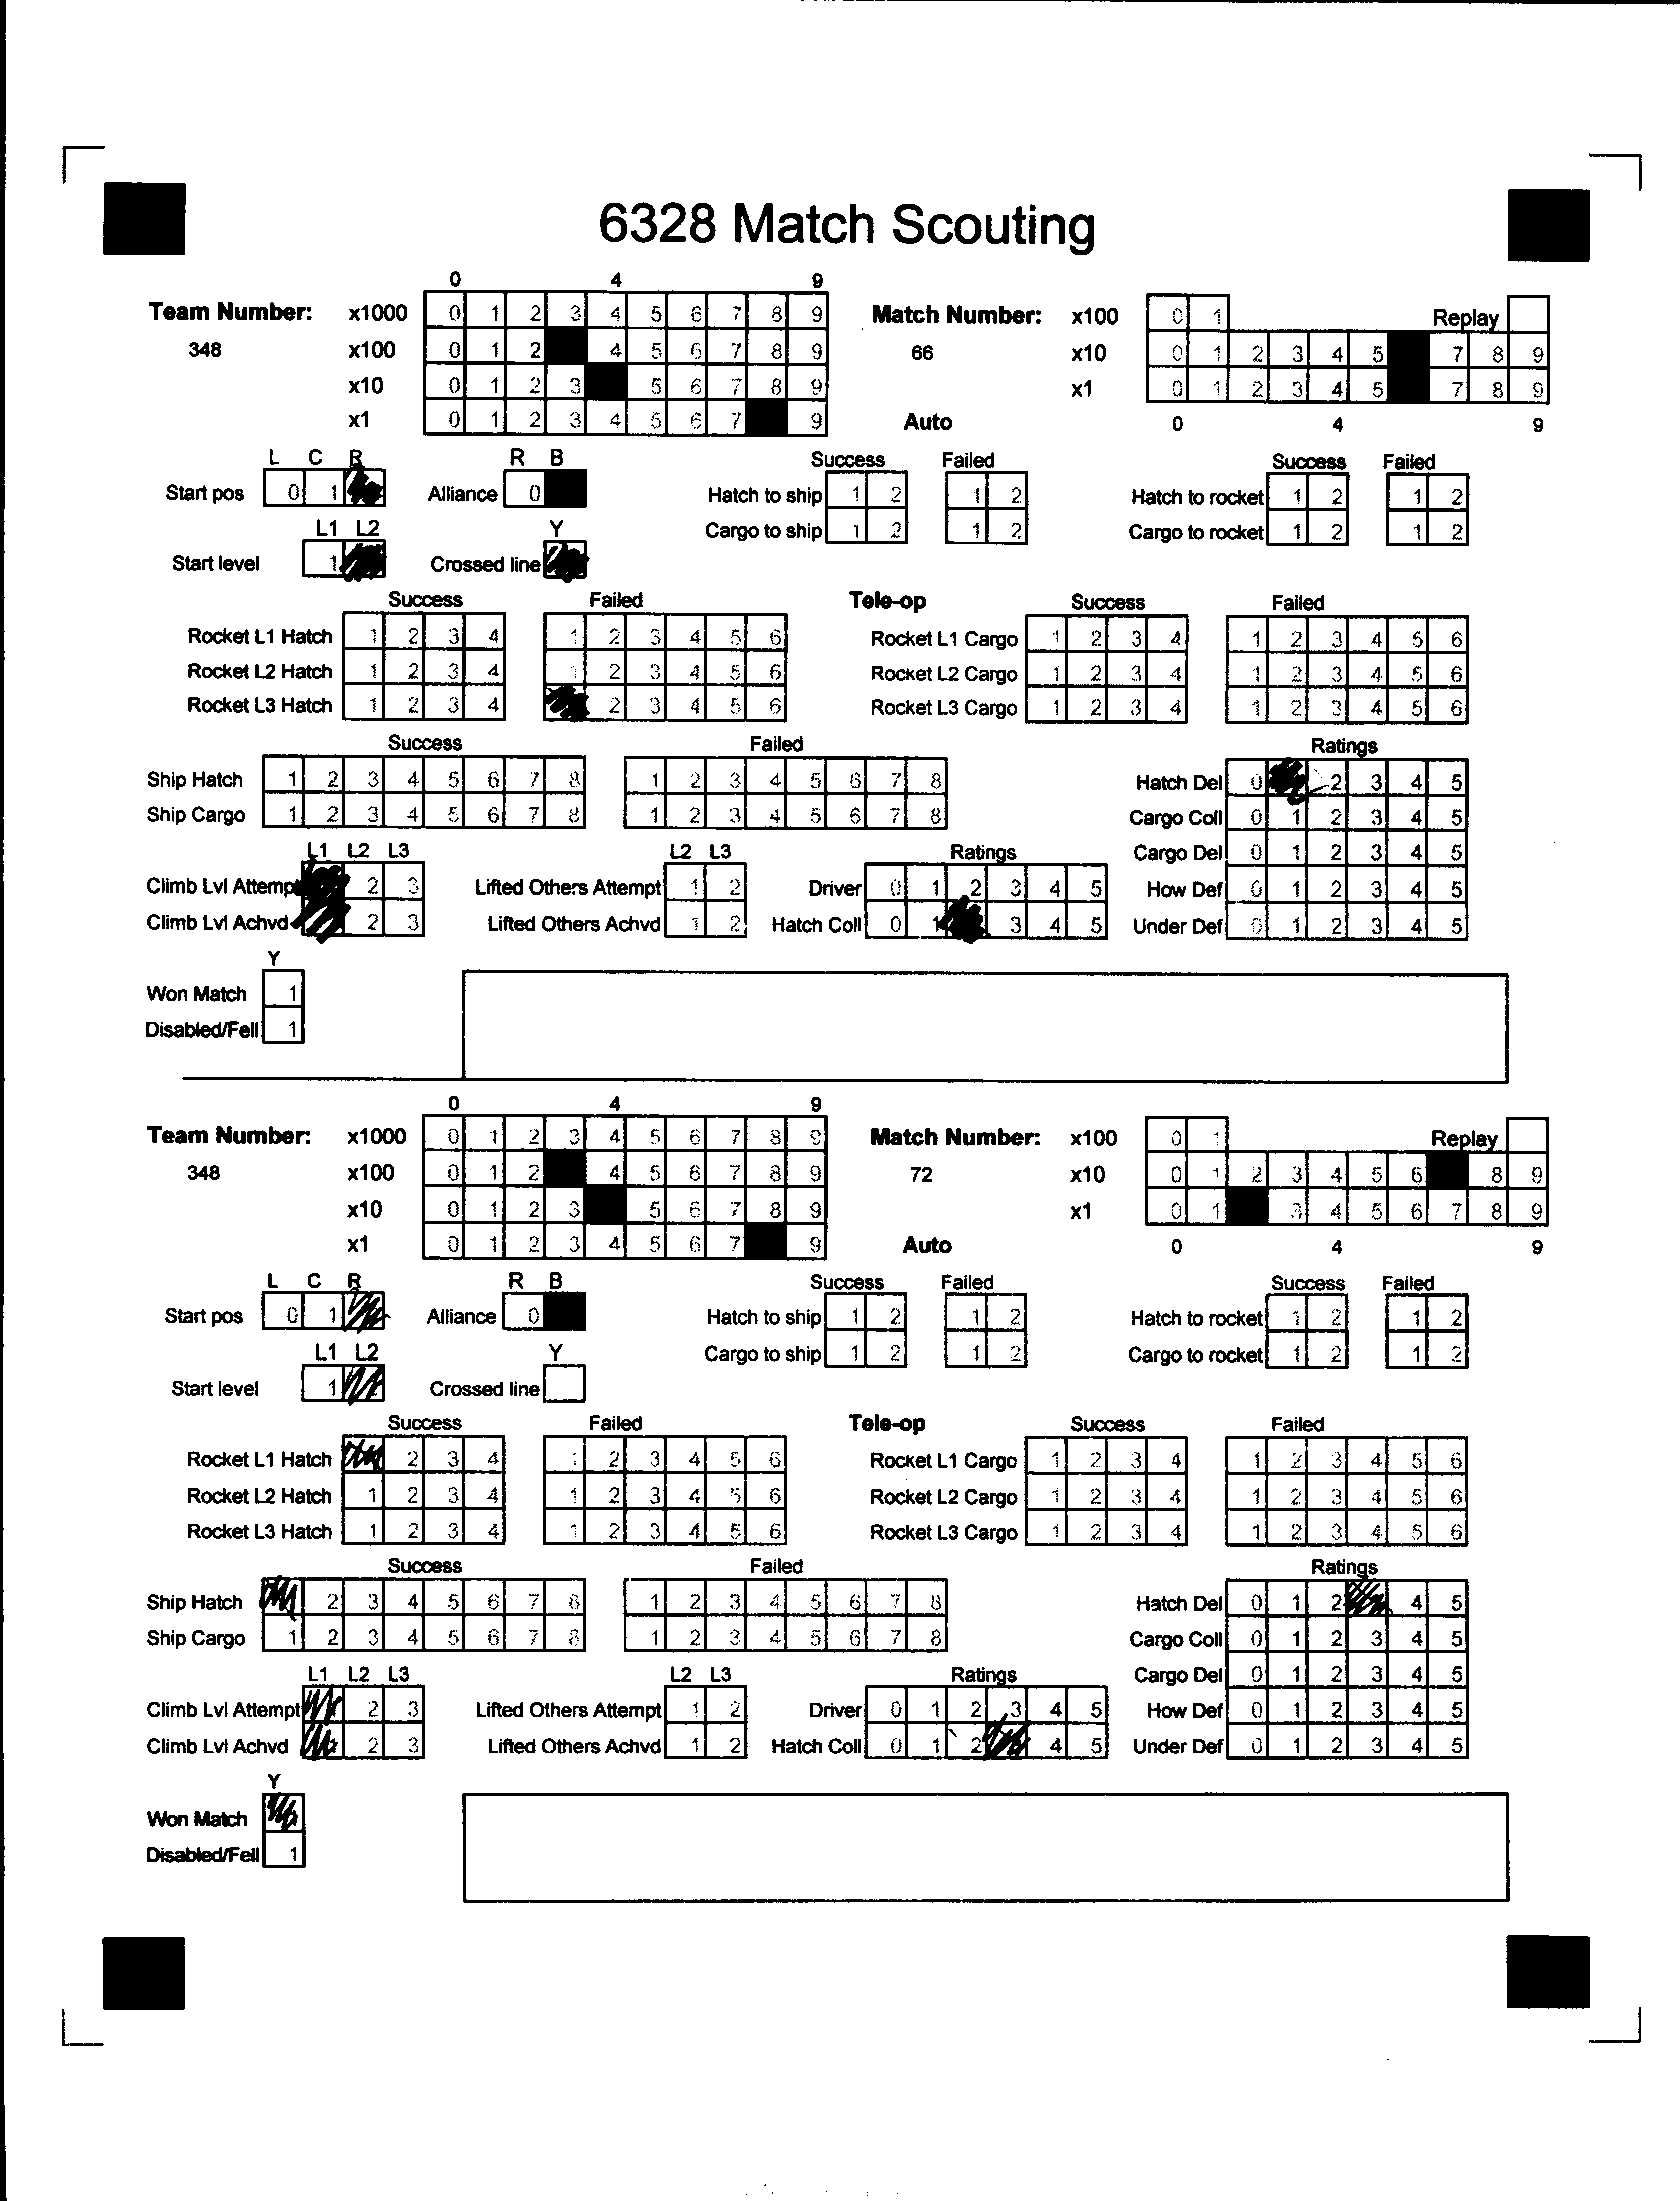 6328 Match Scouting
0 4 9
Team Number: x1000 0 1 2 3 4 5 6 7 8 9 Match Number: x100 0 1 Replay
348 x100 0 1 2 4 5 6 7 8 9 66 x10 0 1 2 3 4 5 7 8 9
x10 0 1 2 3 5 6 7 8 9 x1 0 1 2 3 4 5 7 8 9
x1 0 1 2 3 4 5 6 7 9 Auto 0 4 9
L C R R B Success Failed Success Failed
Start pos 0 1 Alliance 0 Hatch to ship 1 2 1 2 Hatch to rocket 1 2 1 2
L1 L2 Y Cargo to ship 1 2 1 2 Cargo to rocket 1 2 1 2
Start level 1 Crossed line
Success Failed Tele-op Success Failed
Rocket L1 Hatch 1 2 3 4 1 2 3 4 5 6 Rocket L1 Cargo 1 2 3 4 1 2 3 4 5 6
Rocket L2 Hatch 1 2 3 4 1 2 3 4 5 6 Rocket L2 Cargo 1 2 3 4 1 2 3 4 5 6
Rocket L3 Hatch 1 2 3 4 2 3 4 5 6 Rocket L3 Cargo 1 2 3 4 1 2 3 4 5 6
Success Failed Ratings
Ship Hatch 1 2 3 4 5 6 7 8 1 2 3 4 5 6 7 8 Hatch Del 0 2 3 4 5
Ship Cargo 1 2 3 4 5 6 7 8 1 2 3 4 5 6 7 8 Cargo Coll 0 1 2 3 4 5
L1 L2 L3 L2 L3 Ratings Cargo Del 0 1 2 3 4 5
Climb Lvl Attempt 2 3 Lifted Others Attempt 1 2 Driver 0 1 2 3 4 5 How Def 0 1 2 3 4 5
Climb Lvl Achvd 2 3 Lifted Others Achvd 1 2 Hatch Coll 0 1 3 4 5 Under Def 0 1 2 3 4 5
Y
Won Match 1
Disabled/Fell 1
0 4 9
Team Number: x1000 0 1 2 3 4 5 6 7 8 9 Match Number: x100 0 1 Replay
348 x100 0 1 2 4 5 6 7 8 9 72 x10 0 1 2 3 4 5 6 8 9
x10 0 1 2 3 5 6 7 8 9 x1 0 1 3 4 5 6 7 8 9
x1 0 1 2 3 4 5 6 7 9 Auto 0 4 9
L C R R B Success Failed Success Failed
Start pos 0 1 Alliance 0 Hatch to ship 1 2 1 2 Hatch to rocket 1 2 1 2
L1 L2 Y Cargo to ship 1 2 1 2 Cargo to rocket 1 2 1 2
Start level 1 Crossed line
Success Failed Tele-op Success Failed
Rocket L1 Hatch 2 3 4 1 2 3 4 5 6 Rocket L1 Cargo 1 2 3 4 1 2 3 4 5 6
Rocket L2 Hatch 1 2 3 4 1 2 3 4 5 6 Rocket L2 Cargo 1 2 3 4 1 2 3 4 5 6
Rocket L3 Hatch 1 2 3 4 1 2 3 4 5 6 Rocket L3 Cargo 1 2 3 4 1 2 3 4 5 6
Success Failed Ratings
Ship Hatch 2 3 4 5 6 7 8 1 2 3 4 5 6 7 8 Hatch Del 0 1 2 4 5
Ship Cargo 1 2 3 4 5 6 7 8 1 2 3 4 5 6 7 8 Cargo Coll 0 1 2 3 4 5
L1 L2 L3 L2 L3 Ratings Cargo Del 0 1 2 3 4 5
Climb Lvl Attempt 2 3 Lifted Others Attempt 1 2 Driver 0 1 2 3 4 5 How Def 0 1 2 3 4 5
Climb Lvl Achvd 2 3 Lifted Others Achvd 1 2 Hatch Coll 0 1 2 4 5 Under Def 0 1 2 3 4 5
Y
Won Match
Disabled/Fell 1